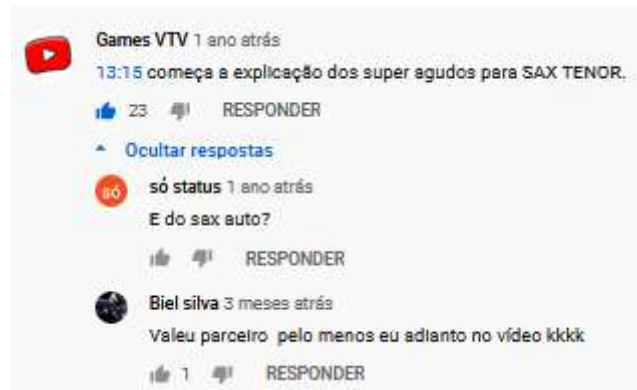 Games VTV 1 ano atrás
13:15 começa a explicação dos super agudos para SAX TENOR.
23 RESPONDER
Ocultar respostas
só
só status 1 ano atrás
E do sax auto?
RESPONDER
Biel silva 3 meses atrás
Valeu parceiro pelo menos eu adianto no vídeo kkkk
1 RESPONDER